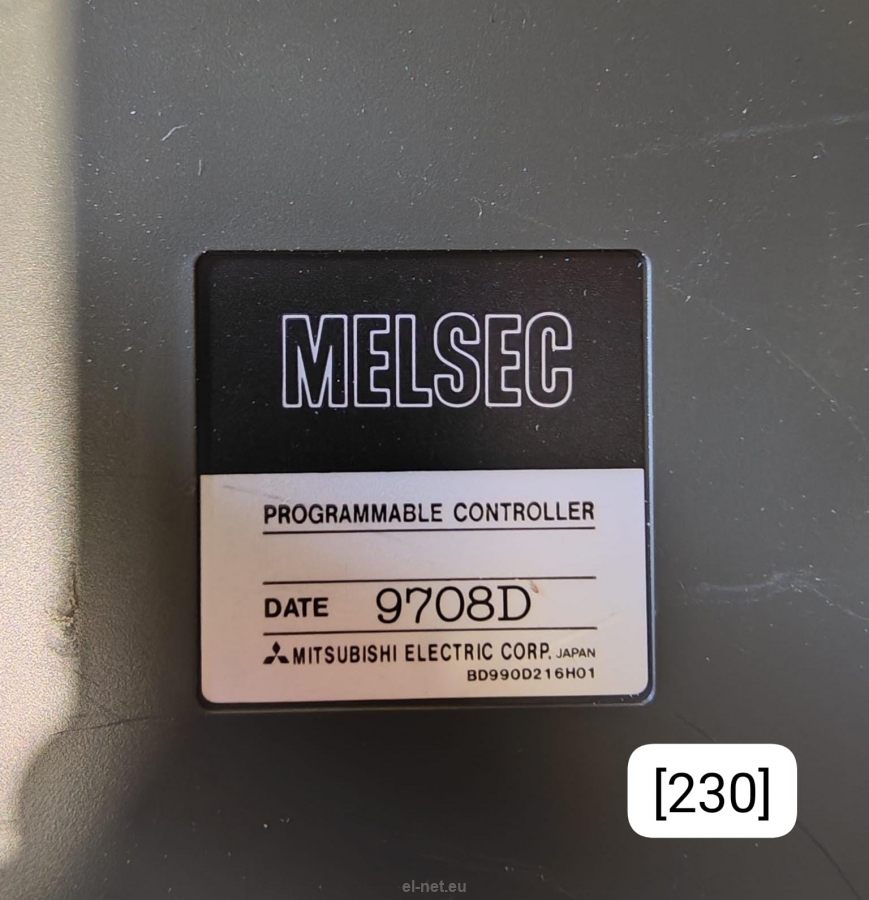 MELSEC
PROGRAMMABLE CONTROLLER
DATE 9708D
MITSUBISHI ELECTRIC CORP. JAPAN
BD990D216H01
[230]
el-net.eu